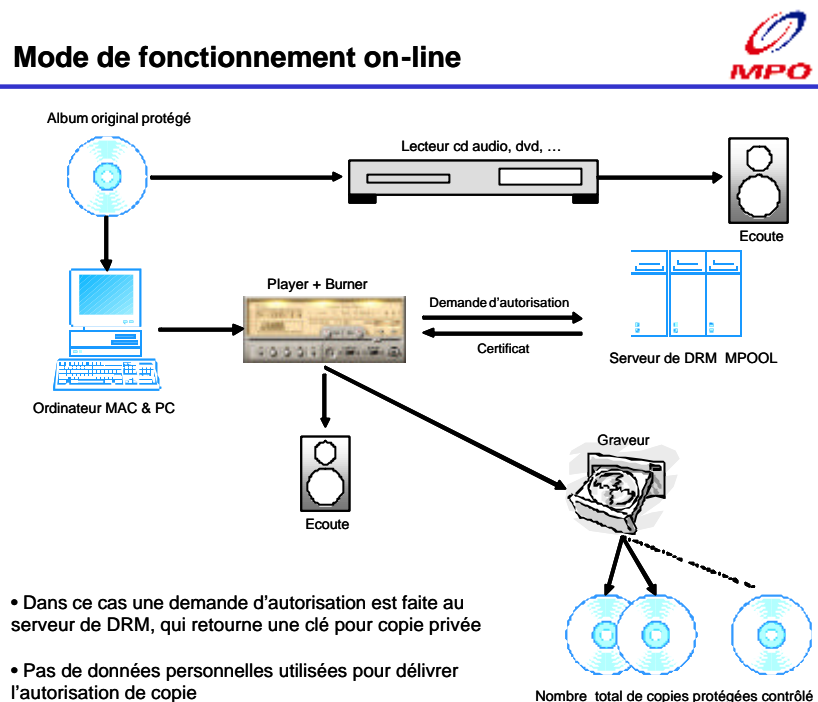 Mode de fonctionnement on-line
MPO
Album original protégé
Lecteur cd audio, dvd, …
Ecoute
Player + Burner
Demande d'autorisation
Certificat
Serveur de DRM MPOOL
Ordinateur MAC & PC
Graveur
Ecoute
• Dans ce cas une demande d'autorisation est faite au
serveur de DRM, qui retourne une clé pour copie privée
• Pas de données personnelles utilisées pour délivrer
l'autorisation de copie
Nombre total de copies protégées contrôlé